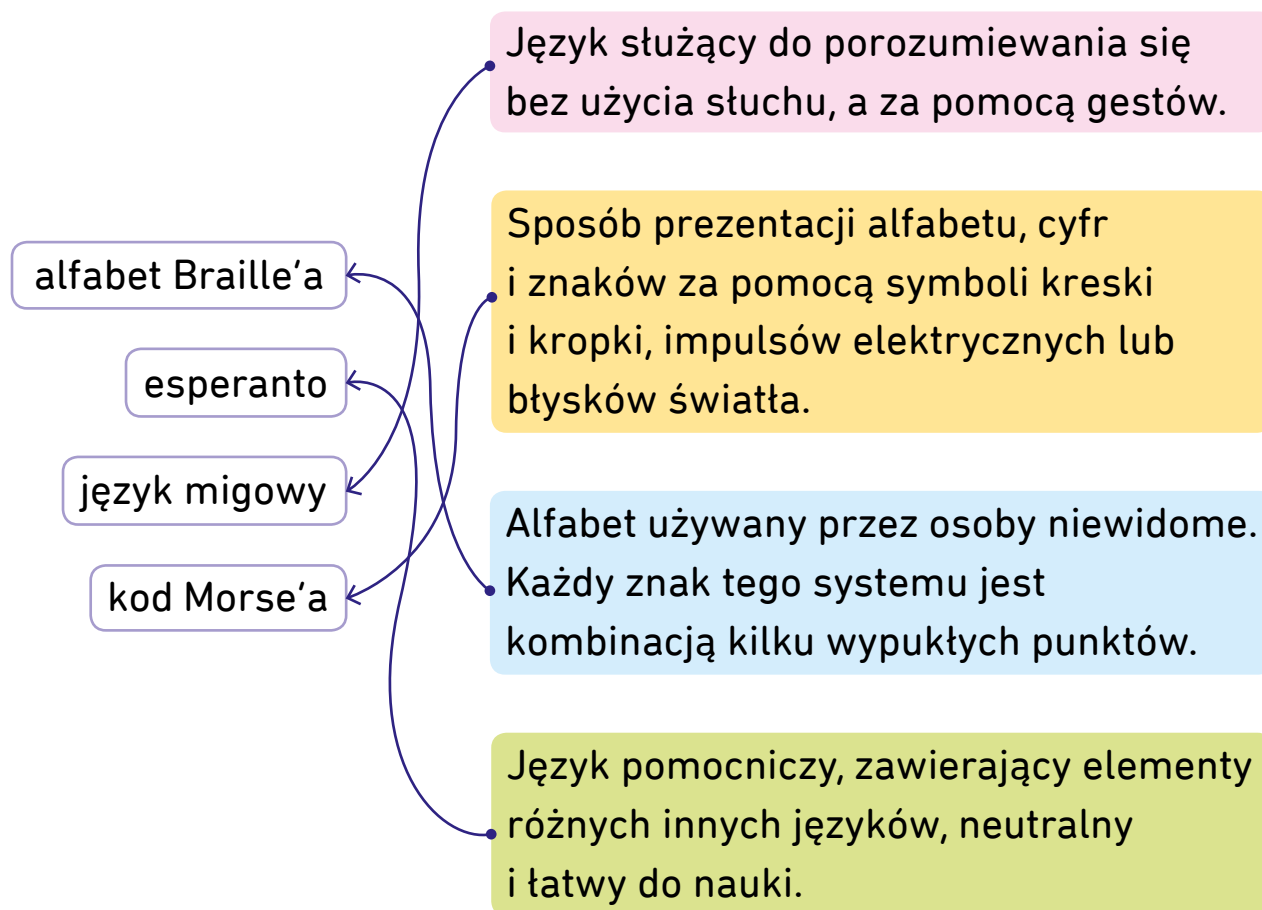 Język służący do porozumiewania się
bez użycia słuchu, a za pomocą gestów.
Sposób prezentacji alfabetu, cyfr
i znaków za pomocą symboli kreski
i kropki, impulsów elektrycznych lub
błysków światła.
alfabet Braille'a
esperanto
język migowy
kod Morse'a
Alfabet używany przez osoby niewidome.
Każdy znak tego systemu jest
kombinacją kilku wypukłych punktów.
Język pomocniczy, zawierający elementy
różnych innych języków, neutralny
i łatwy do nauki.